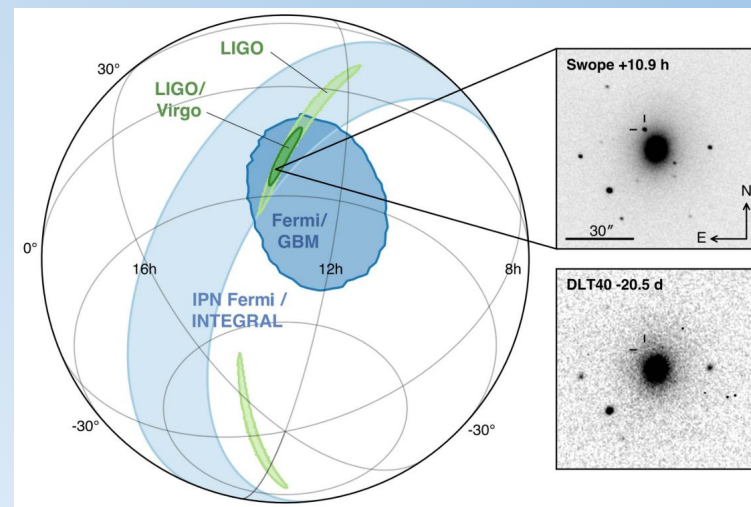 LIGO
LIGO/
Virgo
30°
Fermi/
GBM
0°
16h
12h
8h
IPN Fermi /
INTEGRAL
-30°
-30°
Swope +10.9 h
N
30″
E
DLT40 -20.5 d